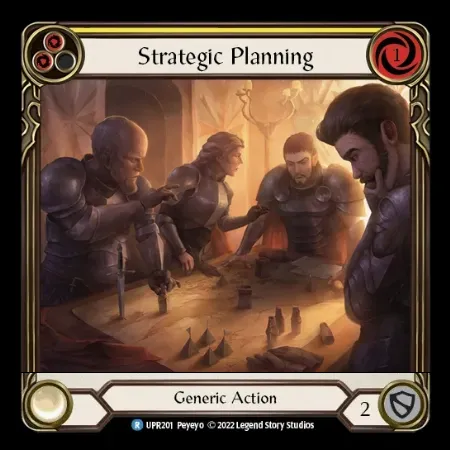 Strategic Planning
1
Generic Action
2
R UPR201 Peyeyo © 2022 Legend Story Studios